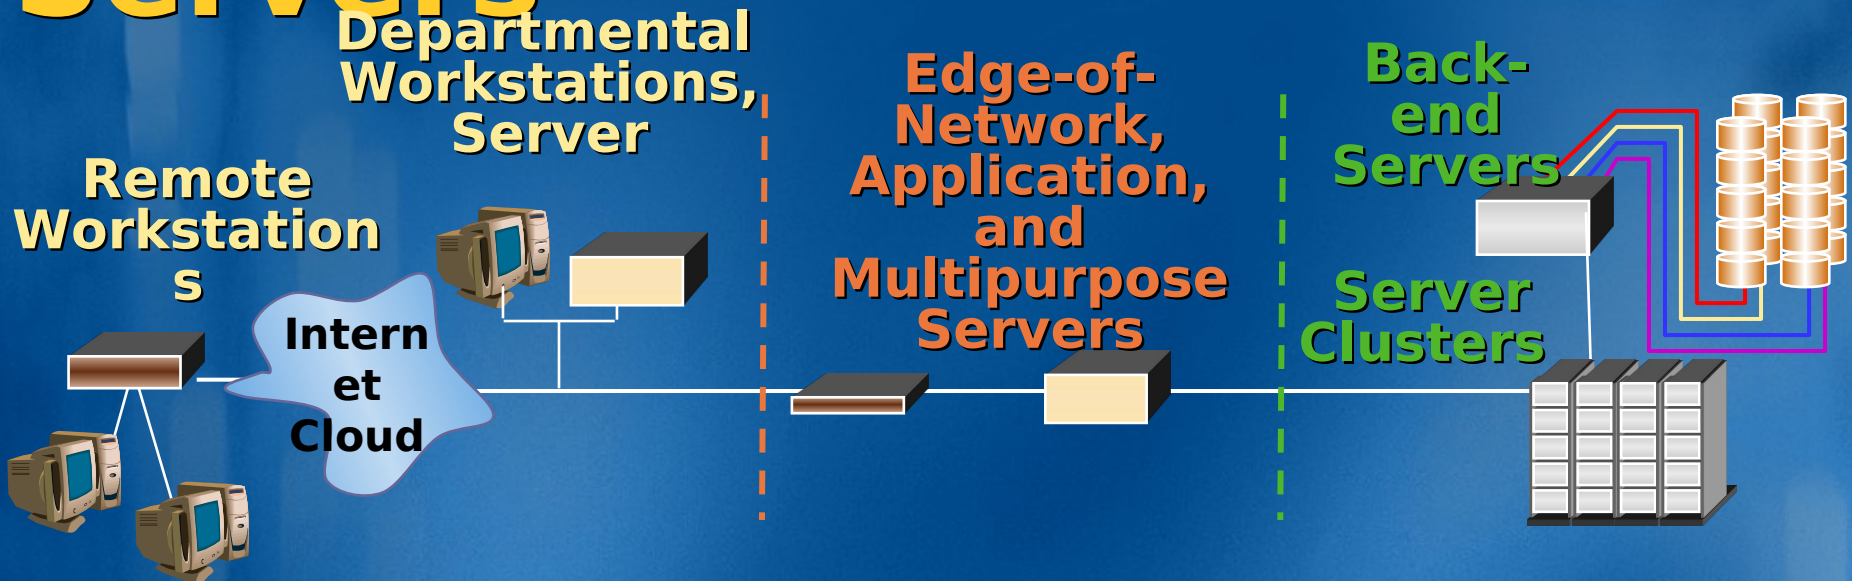 Servers
Departmental
Workstations,
Server
Remote
Workstation
s
Intern
et
Cloud
Edge-of-
Network,
Application,
and
Multipurpose
Servers
Back-
end
Servers
Server
Clusters